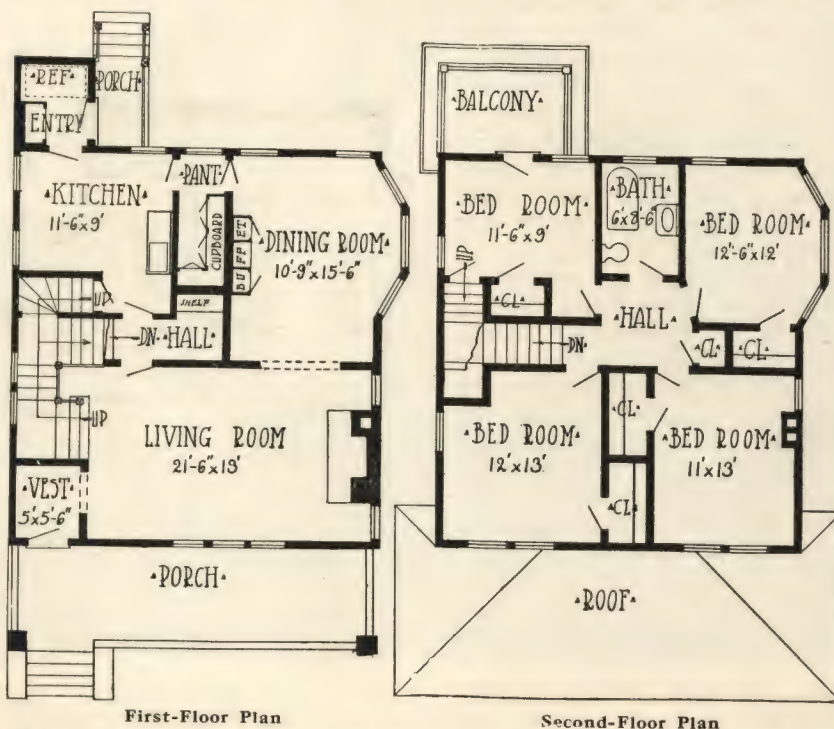 REF
PORCH
ENTRY
KITCHEN
11'-6"x9'
PANT
CUPBOARD
BUFFET
DINING ROOM
10'-9"x15'-6"
UP
SHELF
DN
HALL
UP
LIVING ROOM
21'-6"x13'
VEST
5'x5'-6"
PORCH
First-Floor Plan
BALCONY
BED ROOM
11'-6"x9'
BATH
6'x8'-6"
BED ROOM
12'-6"x12'
UP
CL
HALL
DN
CL
CL
BED ROOM
12'x13'
CL
BED ROOM
11'x13'
CL
ROOF
Second-Floor Plan